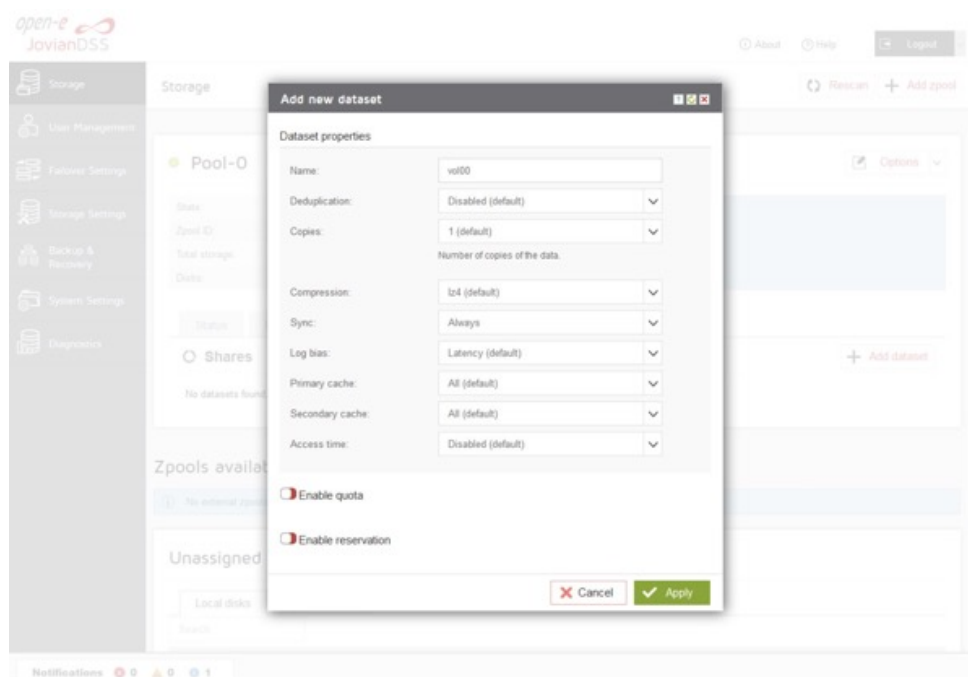 open-e
JovianDSS
About
Help
Logout
Storage
User Management
Failover Settings
Storage Settings
Backup &
Recovery
System Settings
Diagnostics
Storage
Rescan
Add zpool
Pool-0
Options
State:
Zpool ID:
Total storage:
Disks:
Status
Shares
Add dataset
No datasets found
Zpools availab
No external zpool
Unassigned
Local disks
Search
Add new dataset
Dataset properties
Name: vol00
Deduplication: Disabled (default)
Copies: 1 (default)
Number of copies of the data.
Compression: lz4 (default)
Sync: Always
Log bias: Latency (default)
Primary cache: All (default)
Secondary cache: All (default)
Access time: Disabled (default)
Enable quota
Enable reservation
Cancel
Apply
Notifications 0 0 1